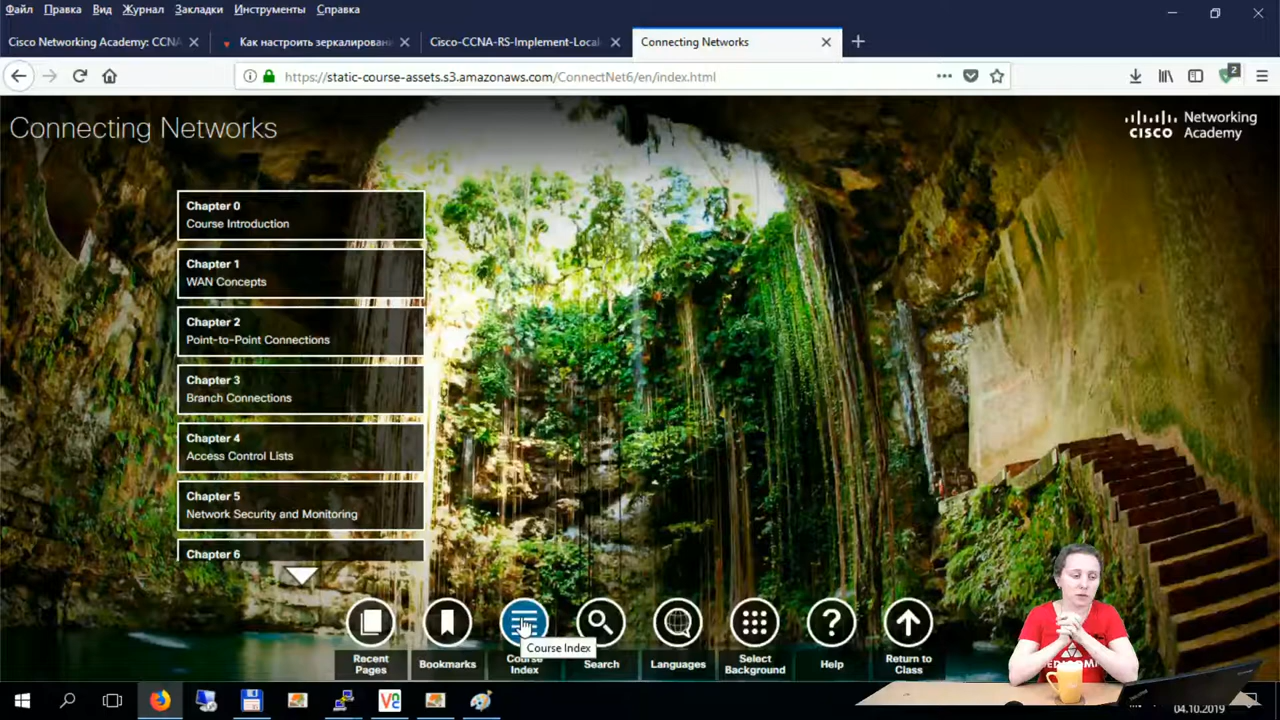 Файл Правка Вид Журнал Закладки Инструменты Справка
Cisco Networking Academy: CCNA
Как настроить зеркалировани
Cisco-CCNA-RS-Implement-Local-
Connecting Networks
https://static-course-assets.s3.amazonaws.com/ConnectNet6/en/index.html
2
Connecting Networks
CISCO
Networking
Academy
Chapter 0
Course Introduction
Chapter 1
WAN Concepts
Chapter 2
Point-to-Point Connections
Chapter 3
Branch Connections
Chapter 4
Access Control Lists
Chapter 5
Network Security and Monitoring
Chapter 6
Recent
Pages
Bookmarks
Course
Index
Course Index
Search
Languages
Select
Background
Help
Return to
Class
04.10.2019